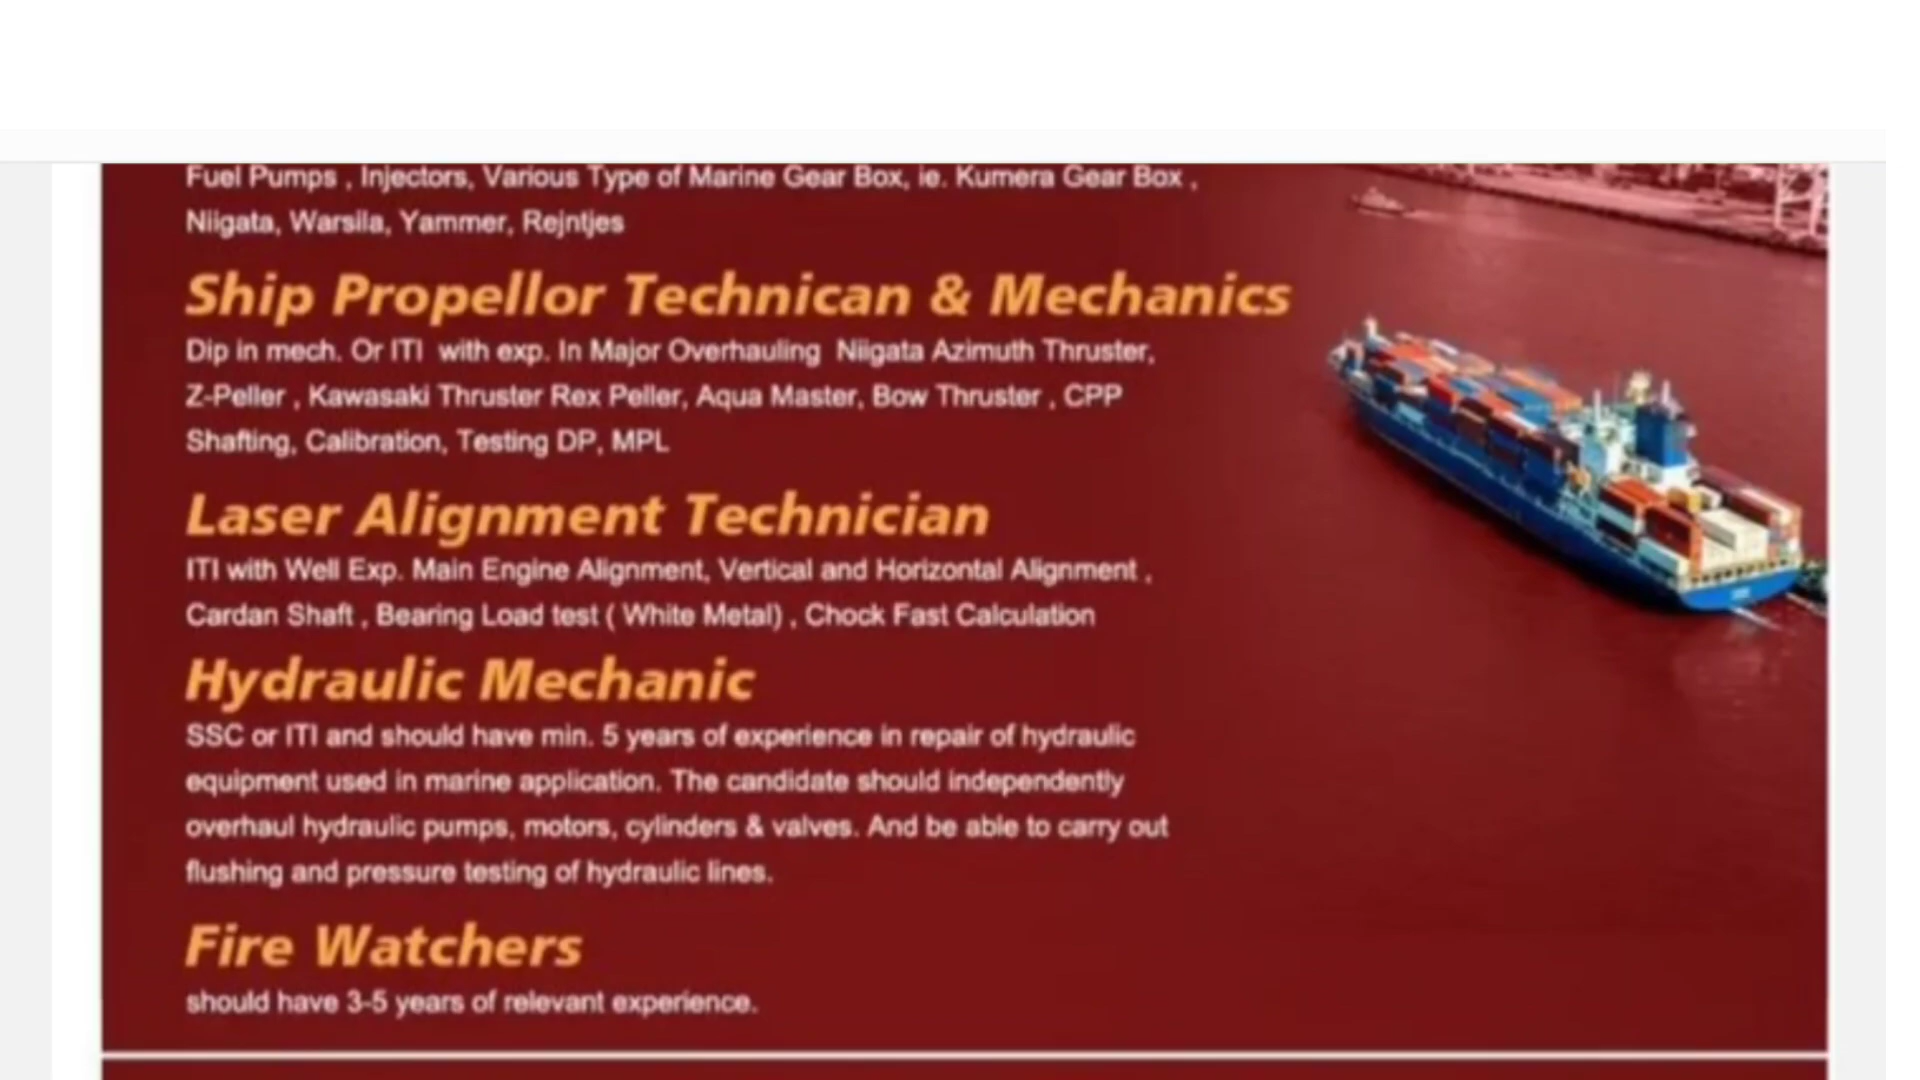 Fuel Pumps , Injectors, Various Type of Marine Gear Box, ie. Kumera Gear Box ,
Niigata, Warsila, Yammer, Rejntjes
Ship Propellor Technican & Mechanics
Dip in mech. Or ITI with exp. In Major Overhauling Niigata Azimuth Thruster,
Z-Peller , Kawasaki Thruster Rex Peller, Aqua Master, Bow Thruster , CPP
Shafting, Calibration, Testing DP, MPL
Laser Alignment Technician
ITI with Well Exp. Main Engine Alignment, Vertical and Horizontal Alignment ,
Cardan Shaft , Bearing Load test ( White Metal) , Chock Fast Calculation
Hydraulic Mechanic
SSC or ITI and should have min. 5 years of experience in repair of hydraulic
equipment used in marine application. The candidate should independently
overhaul hydraulic pumps, motors, cylinders & valves. And be able to carry out
flushing and pressure testing of hydraulic lines.
Fire Watchers
should have 3-5 years of relevant experience.